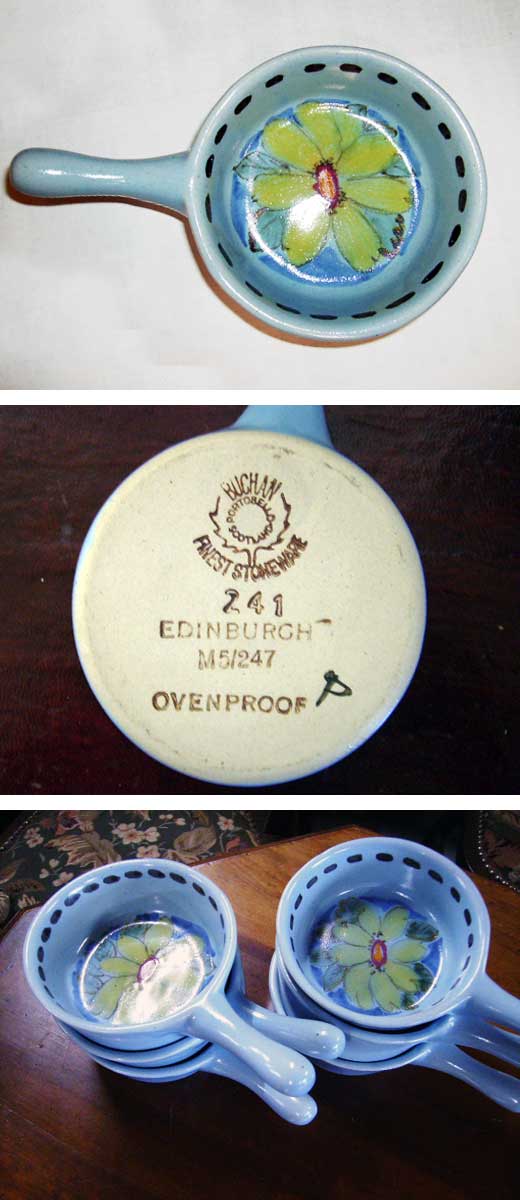 BUCHAN
PORTOBELLO
SCOTLAND
FINEST STONEWARE
241
EDINBURGH
M5/247
OVENPROOF P